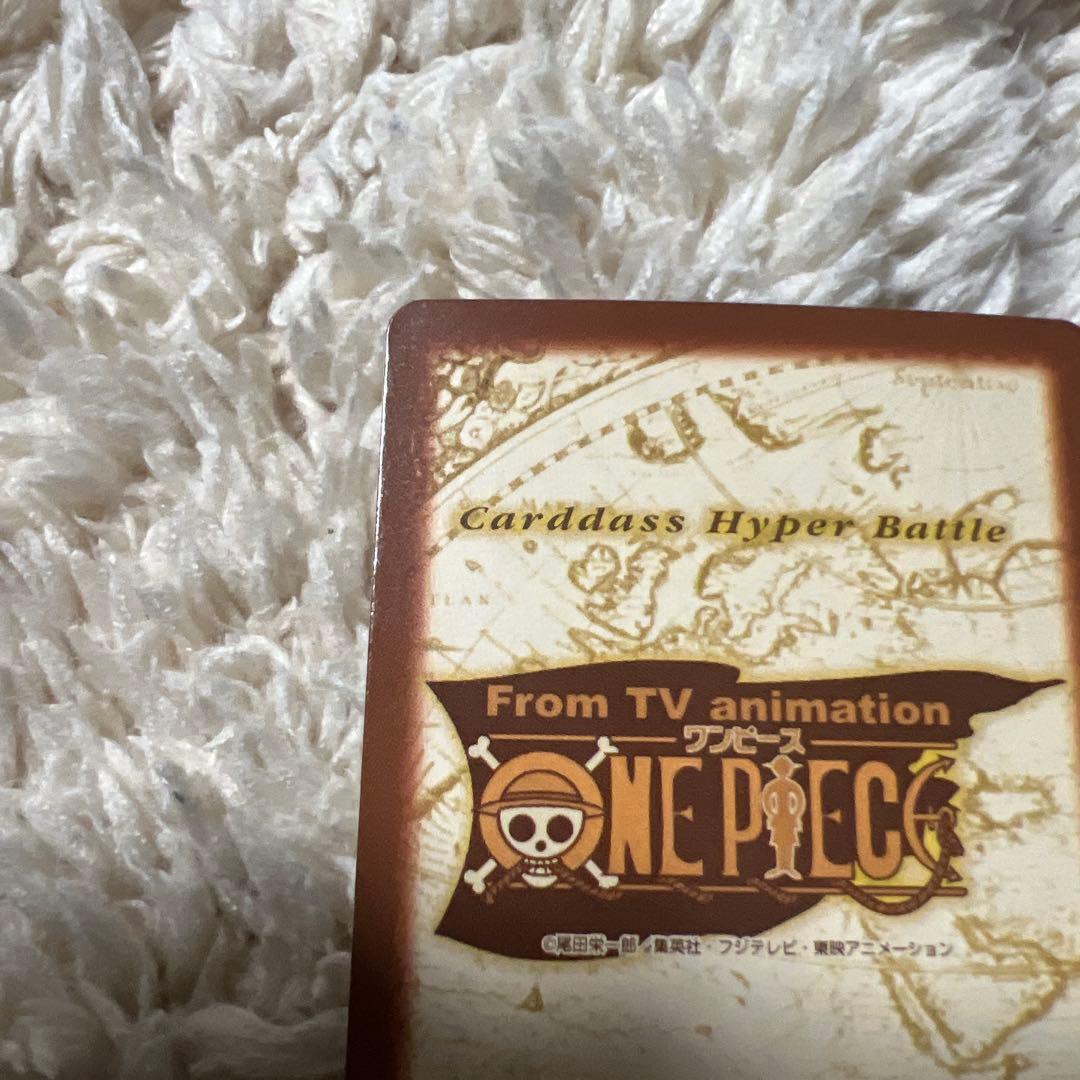 Carddass Hyper Battle
From TV animation
ワンピース
ONE PIECE
©尾田栄一郎／集英社・フジテレビ・東映アニメーション